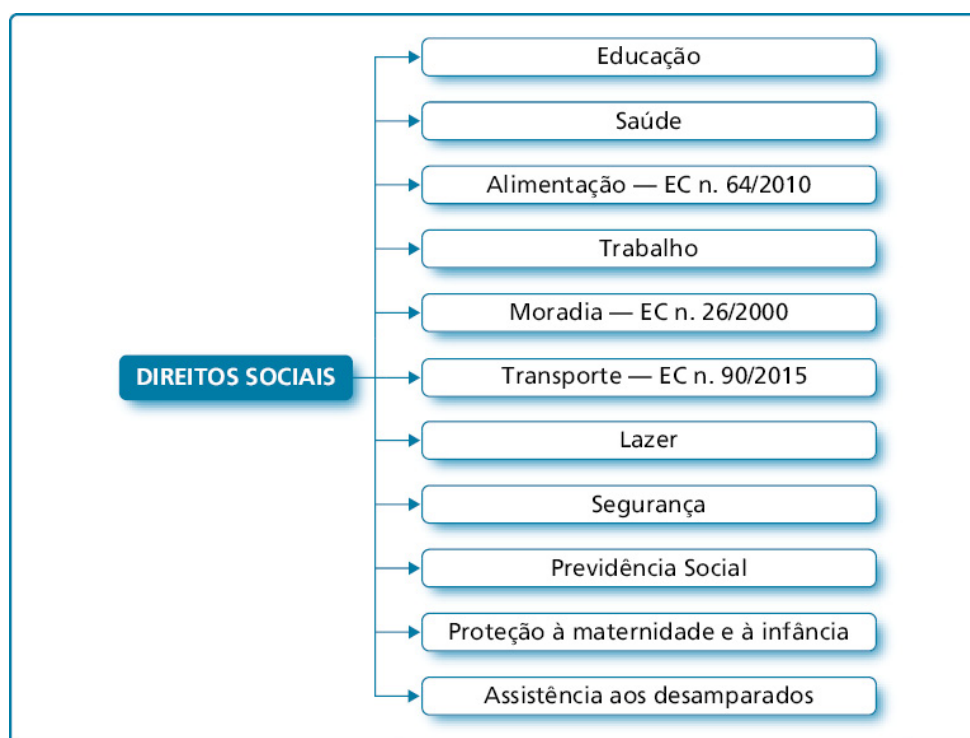 Educação
Saúde
Alimentação — EC n. 64/2010
Trabalho
Moradia — EC n. 26/2000
DIREITOS SOCIAIS
Transporte — EC n. 90/2015
Lazer
Segurança
Previdência Social
Proteção à maternidade e à infância
Assistência aos desamparados